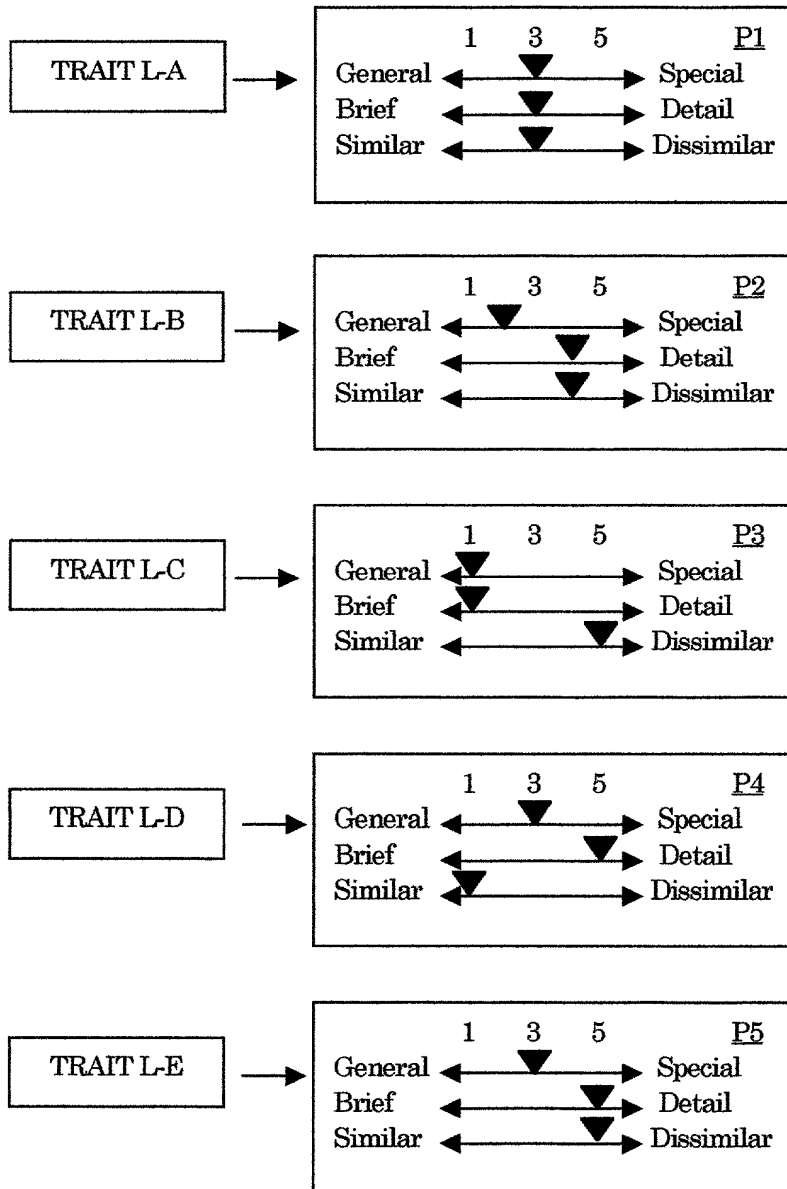 1 3 5 P1
TRAIT L-A
General Special
Brief Detail
Similar Dissimilar
1 3 5 P2
TRAIT L-B
General Special
Brief Detail
Similar Dissimilar
1 3 5 P3
TRAIT L-C
General Special
Brief Detail
Similar Dissimilar
1 3 5 P4
TRAIT L-D
General Special
Brief Detail
Similar Dissimilar
1 3 5 P5
TRAIT L-E
General Special
Brief Detail
Similar Dissimilar